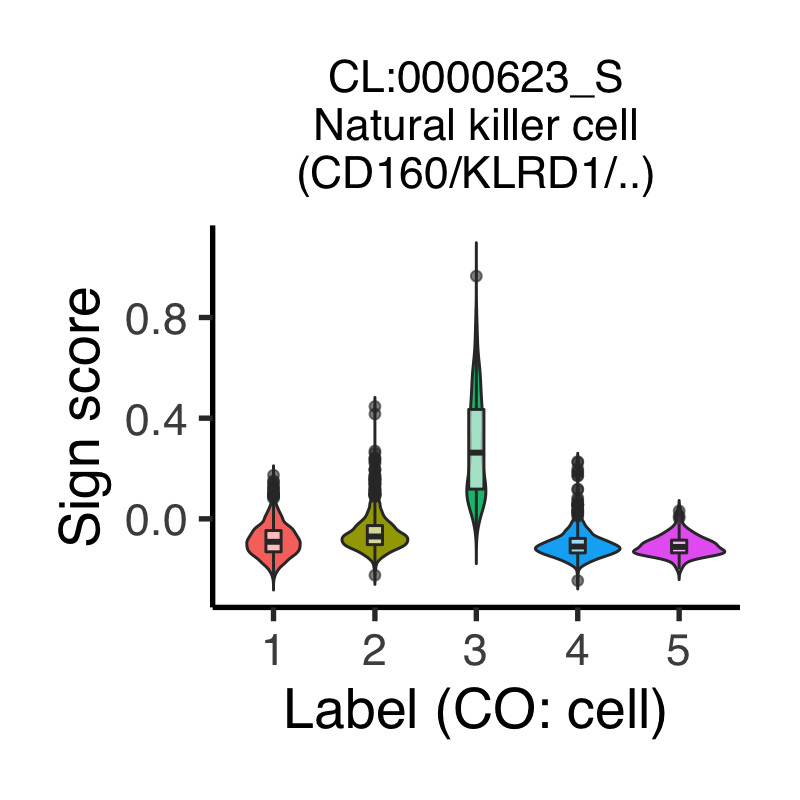 CL:0000623_S
Natural killer cell
(CD160/KLRD1/..)
Sign score
0.8
0.4
0.0
1 2 3 4 5
Label (CO: cell)